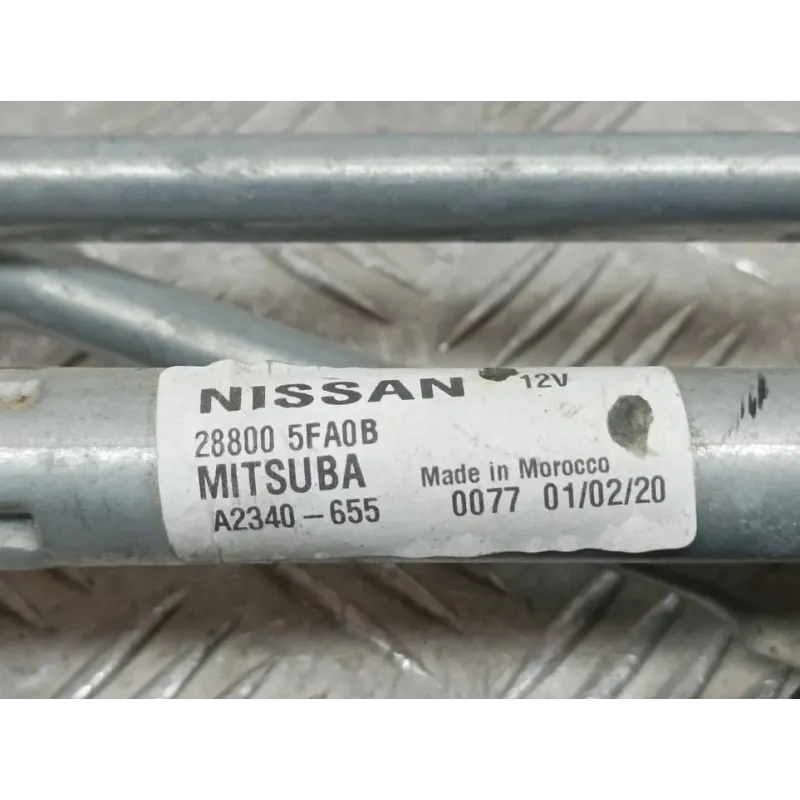 NISSAN 12V
28800 5FA0B
MITSUBA Made in Morocco
A2340-655 0077 01/02/20